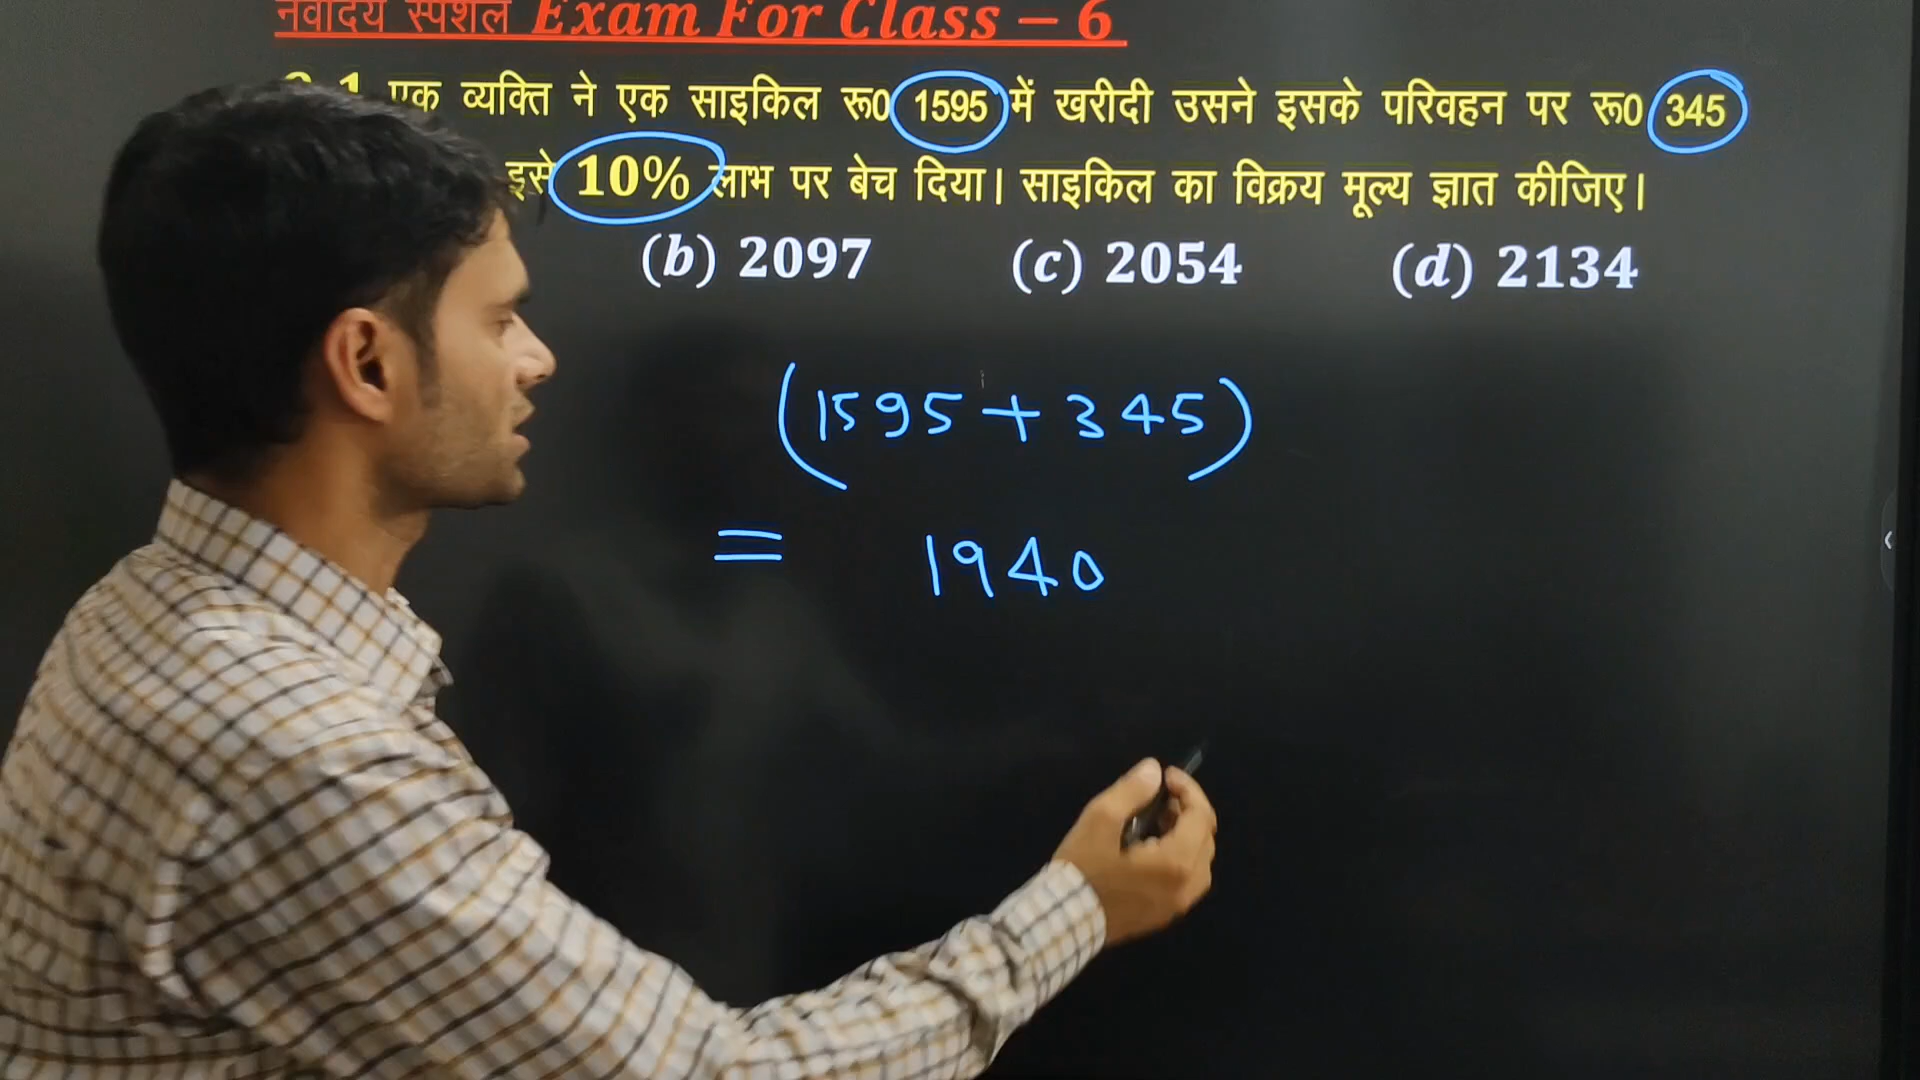 नवोदय स्पेशल Exam For Class – 6
एक व्यक्ति ने एक साइकिल रू0 1595 में खरीदी उसने इसके परिवहन पर रू0 345
इसे 10% लाभ पर बेच दिया। साइकिल का विक्रय मूल्य ज्ञात कीजिए।
(b) 2097 (c) 2054 (d) 2134
(1595 + 345)
= 1940